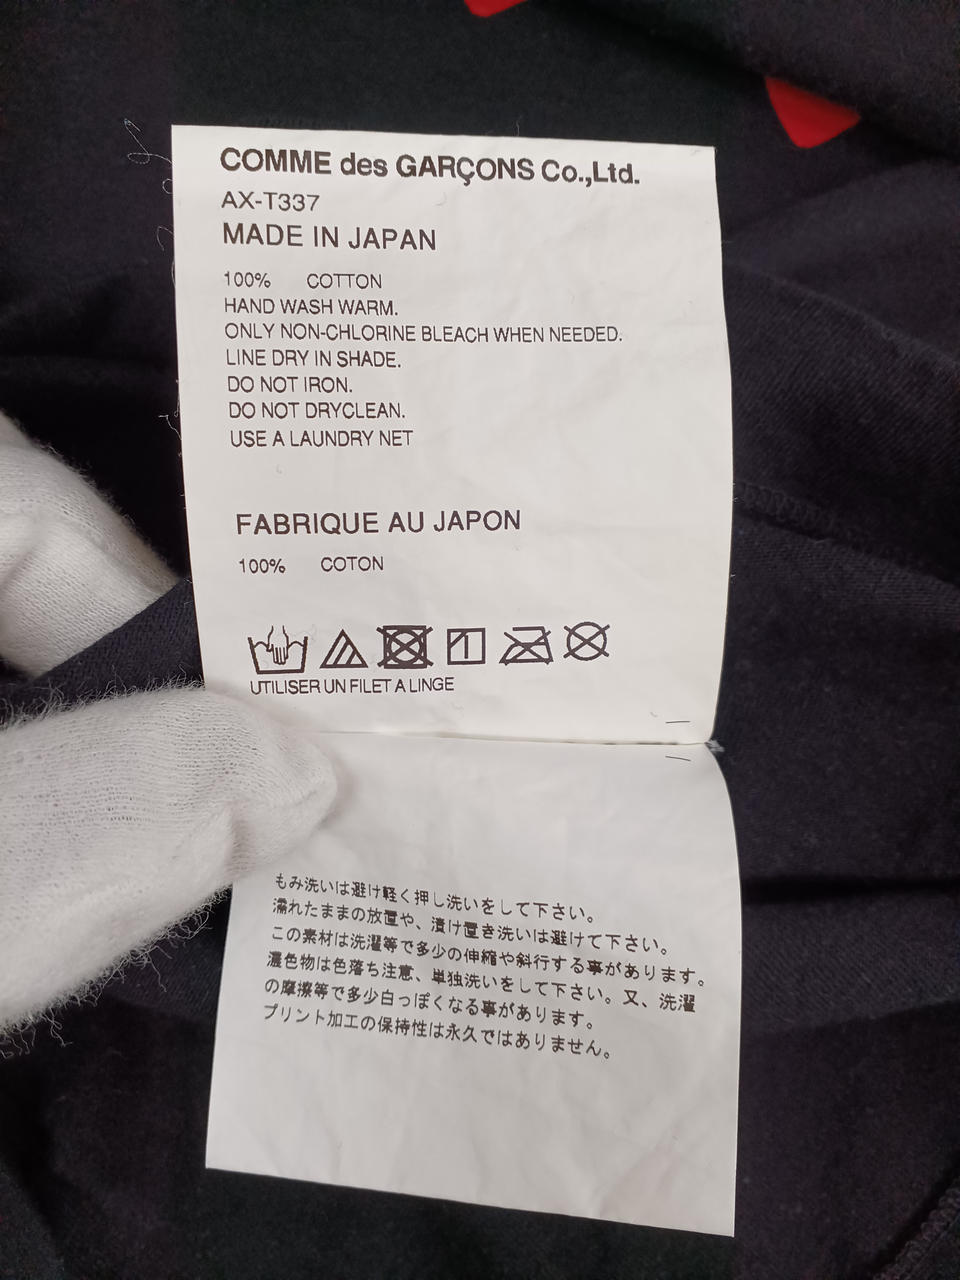 COMME des GARÇONS Co.,Ltd.
AX-T337
MADE IN JAPAN
100% COTTON
HAND WASH WARM.
ONLY NON-CHLORINE BLEACH WHEN NEEDED.
LINE DRY IN SHADE.
DO NOT IRON.
DO NOT DRYCLEAN.
USE A LAUNDRY NET
FABRIQUE AU JAPON
100% COTON
UTILISER UN FILET A LINGE
もみ洗いは避け軽く押し洗いをして下さい。
濡れたままの放置や、漬け置き洗いは避けて下さい。
この素材は洗濯等で多少の伸縮や斜行する事があります。
濃色物は色落ち注意、単独洗いをして下さい。又、洗濯
の摩擦等で多少白っぽくなる事があります。
プリント加工の保持性は永久ではありません。